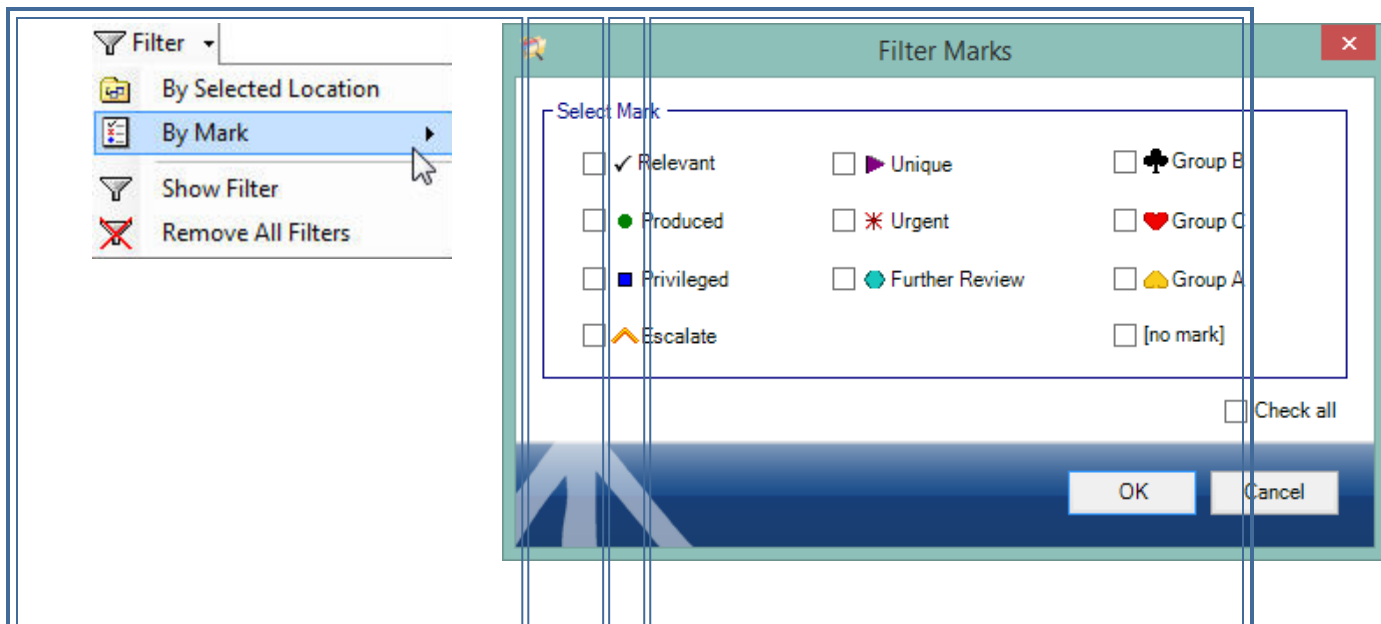 Filter
By Selected Location
By Mark
Show Filter
Remove All Filters
Filter Marks
Select Mark
Relevant Unique Group B
Produced Urgent Group C
Privileged Further Review Group A
Escalate [no mark]
Check all
OK Cancel